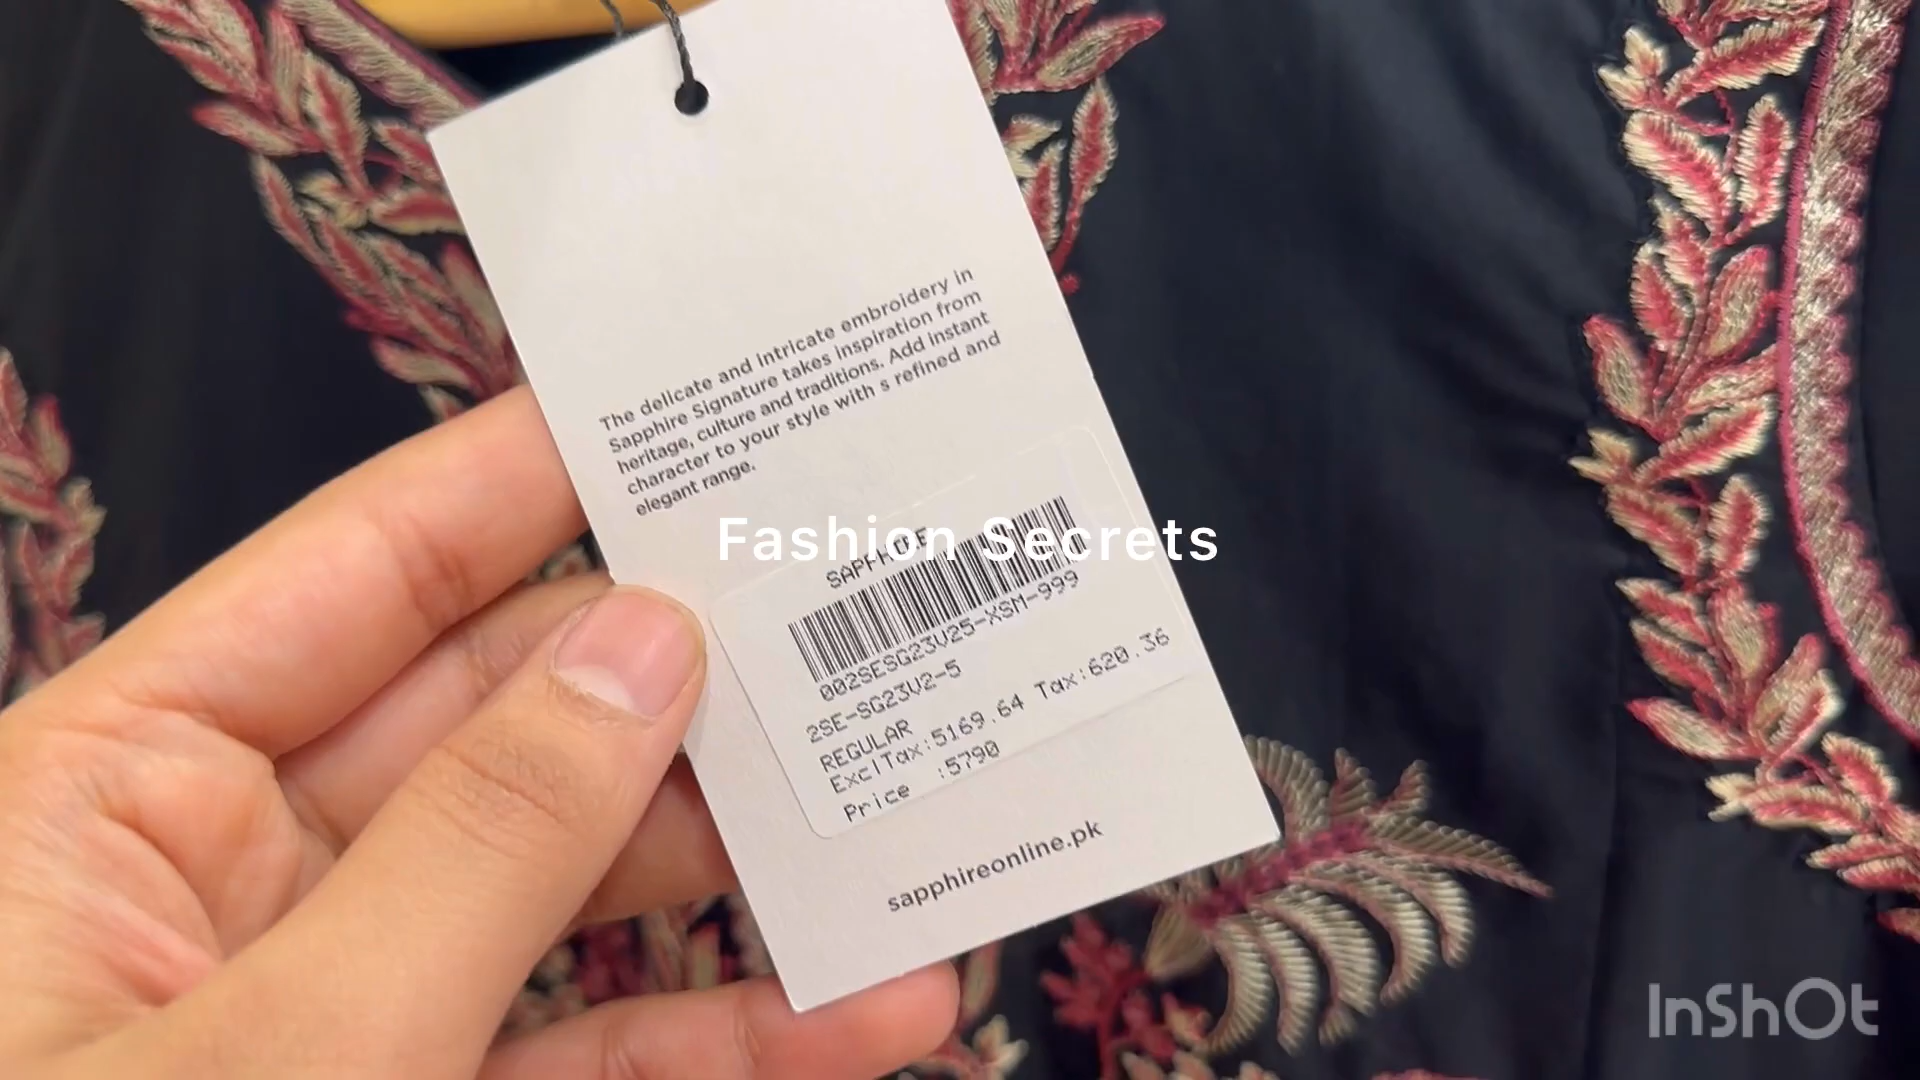 The delicate and intricate embroidery in
Sapphire Signature takes inspiration from
heritage, culture and traditions. Add instant
character to your style with s refined and
elegant range.
Fashion Secrets
SAPPHIRE
002SESG23V25-XSM-999
2SE-SG23V2-5
REGULAR
ExclTax:5169.64 Tax:620.36
Price :5790
sapphireonline.pk
InShOt